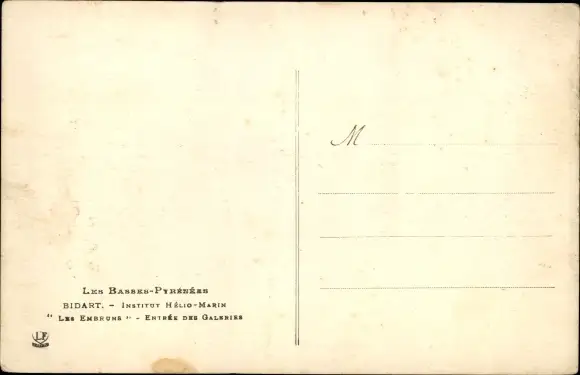 LES BASSES-PYRÉNÉES
BIDART. - INSTITUT HÉLIO-MARIN
"LES EMBRUNS" - ENTRÉE DES GALERIES
M